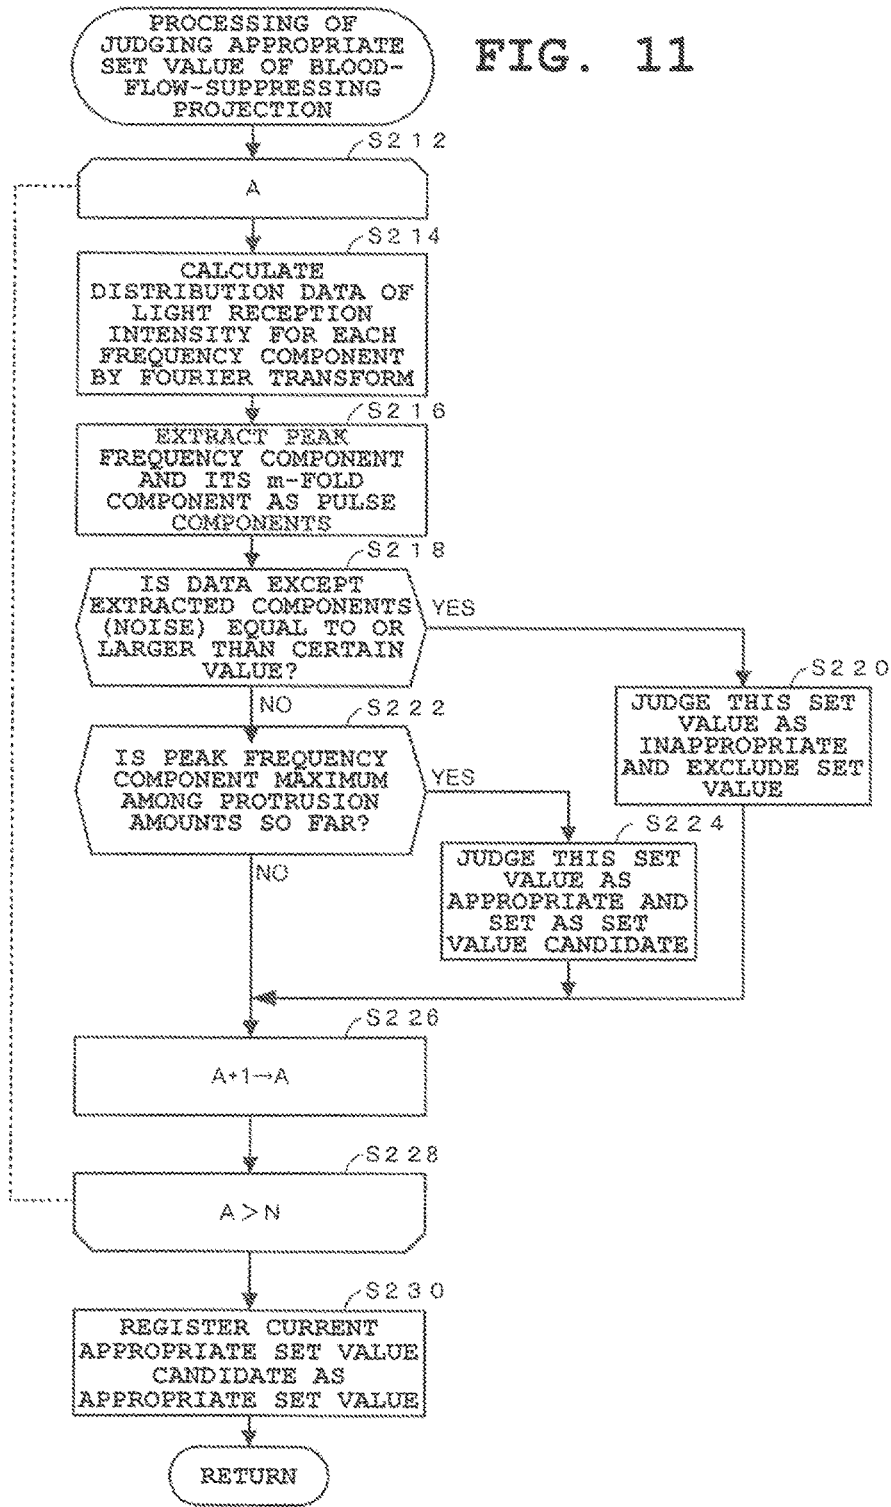 PROCESSING OF
JUDGING APPROPRIATE
SET VALUE OF BLOOD-
FLOW-SUPPRESSING
PROJECTION
FIG. 11
S212
A
S214
CALCULATE
DISTRIBUTION DATA OF
LIGHT RECEPTION
INTENSITY FOR EACH
FREQUENCY COMPONENT
BY FOURIER TRANSFORM
S216
EXTRACT PEAK
FREQUENCY COMPONENT
AND ITS m-FOLD
COMPONENT AS PULSE
COMPONENTS
S218
IS DATA EXCEPT
EXTRACTED COMPONENTS
(NOISE) EQUAL TO OR
LARGER THAN CERTAIN
VALUE?
YES
NO
S220
JUDGE THIS SET
VALUE AS
INAPPROPRIATE
AND EXCLUDE SET
VALUE
S222
IS PEAK FREQUENCY
COMPONENT MAXIMUM
AMONG PROTRUSION
AMOUNTS SO FAR?
YES
NO
S224
JUDGE THIS SET
VALUE AS
APPROPRIATE AND
SET AS SET
VALUE CANDIDATE
S226
A+1→A
S228
A>N
S230
REGISTER CURRENT
APPROPRIATE SET VALUE
CANDIDATE AS
APPROPRIATE SET VALUE
RETURN